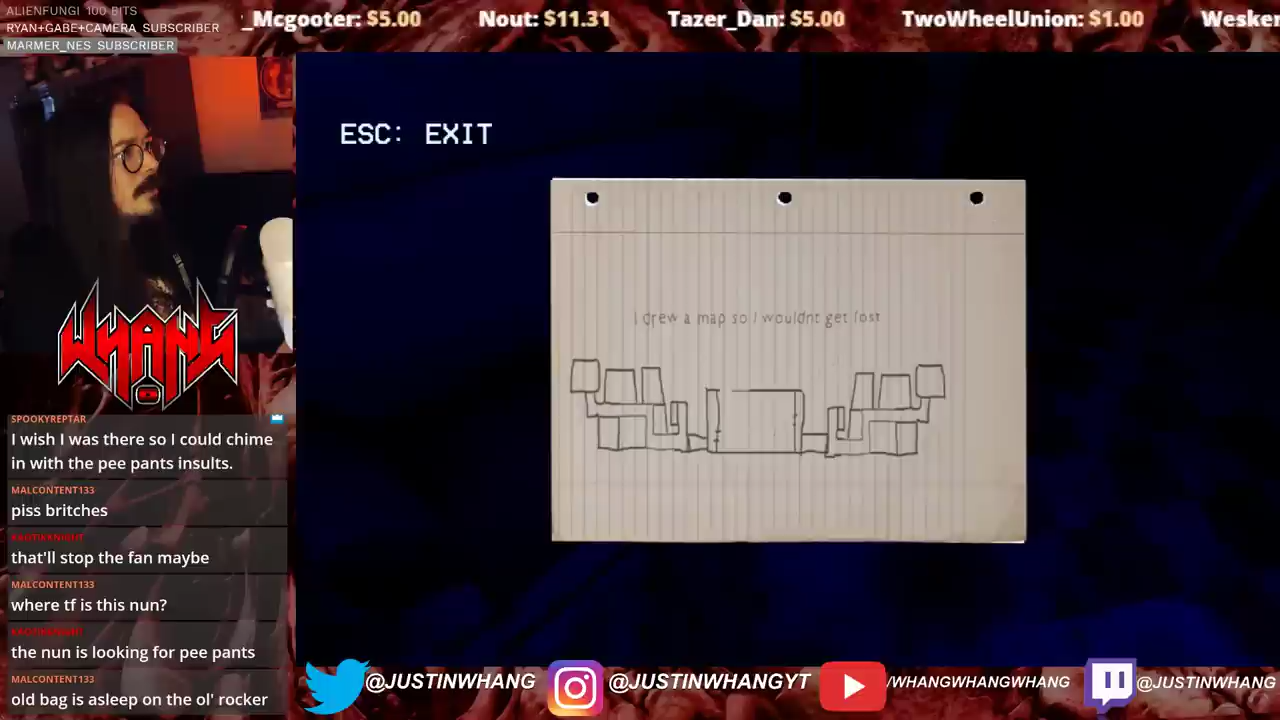 ALIENFUNGI 100 BITS
RYAN+GABE+CAMERA SUBSCRIBER
MARMER_NES SUBSCRIBER
_Mcgooter: $5.00 Nout: $11.31 Tazer_Dan: $5.00 TwoWheelUnion: $1.00 Wesker
ESC: EXIT
I drew a map so I wouldnt get lost
WHANG
SPOOKYREPTAR
I wish I was there so I could chime
in with the pee pants insults.
MALCONTENT133
piss britches
that'll stop the fan maybe
MALCONTENT133
where tf is this nun?
the nun is looking for pee pants
MALCONTENT133
old bag is asleep on the ol' rocker
@JUSTINWHANG @JUSTINWHANGYT /WHANGWHANGWHANG @JUSTINWHANG